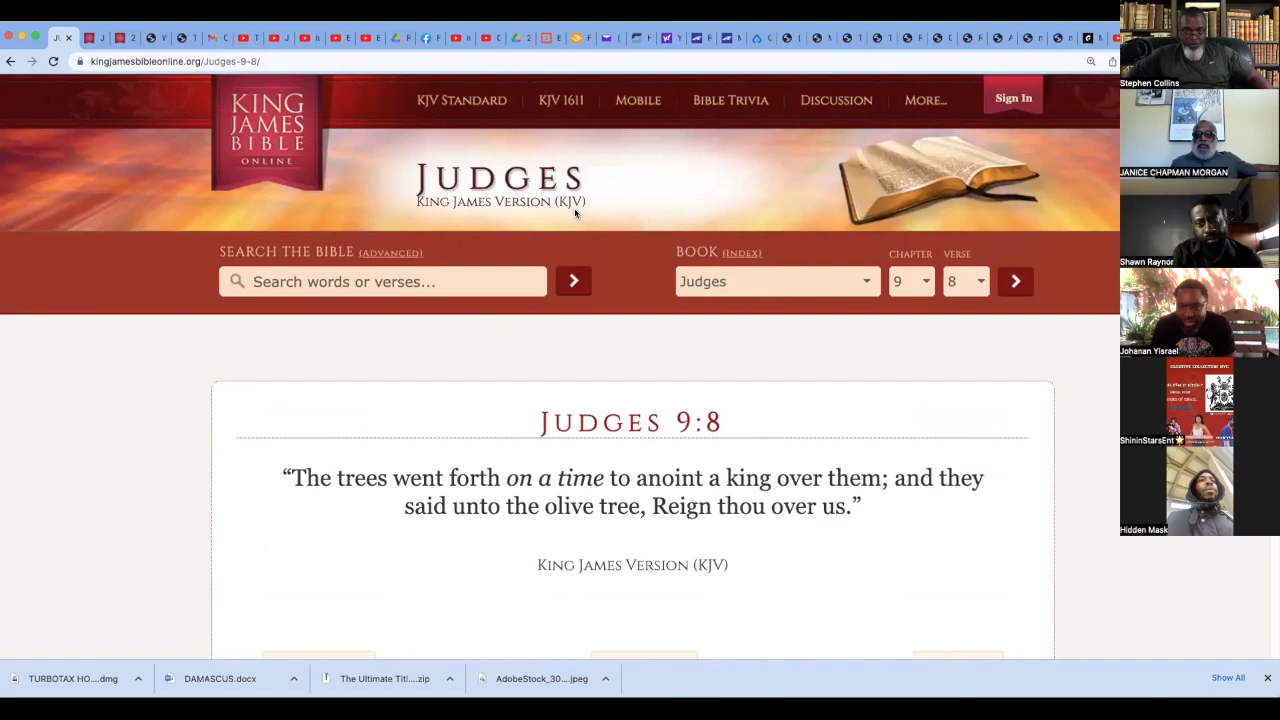 kingjamesbibleonline.org/Judges-9-8/
KING
JAMES
BIBLE
ONLINE
KJV STANDARD
KJV 1611
MOBILE
BIBLE TRIVIA
DISCUSSION
MORE...
Sign In
JUDGES
KING JAMES VERSION (KJV)
SEARCH THE BIBLE (ADVANCED)
Search words or verses...
BOOK (INDEX)
CHAPTER
VERSE
Judges
9
8
JUDGES 9:8
“The trees went forth on a time to anoint a king over them; and they
said unto the olive tree, Reign thou over us.”
KING JAMES VERSION (KJV)
TURBOTAX HO....dmg
DAMASCUS.docx
The Ultimate Titl....zip
AdobeStock_30....jpeg
Show All
Stephen Collins
JANICE CHAPMAN MORGAN
Shawn Raynor
Johanan Yisrael
ShininStarsEnt
Hidden Mask